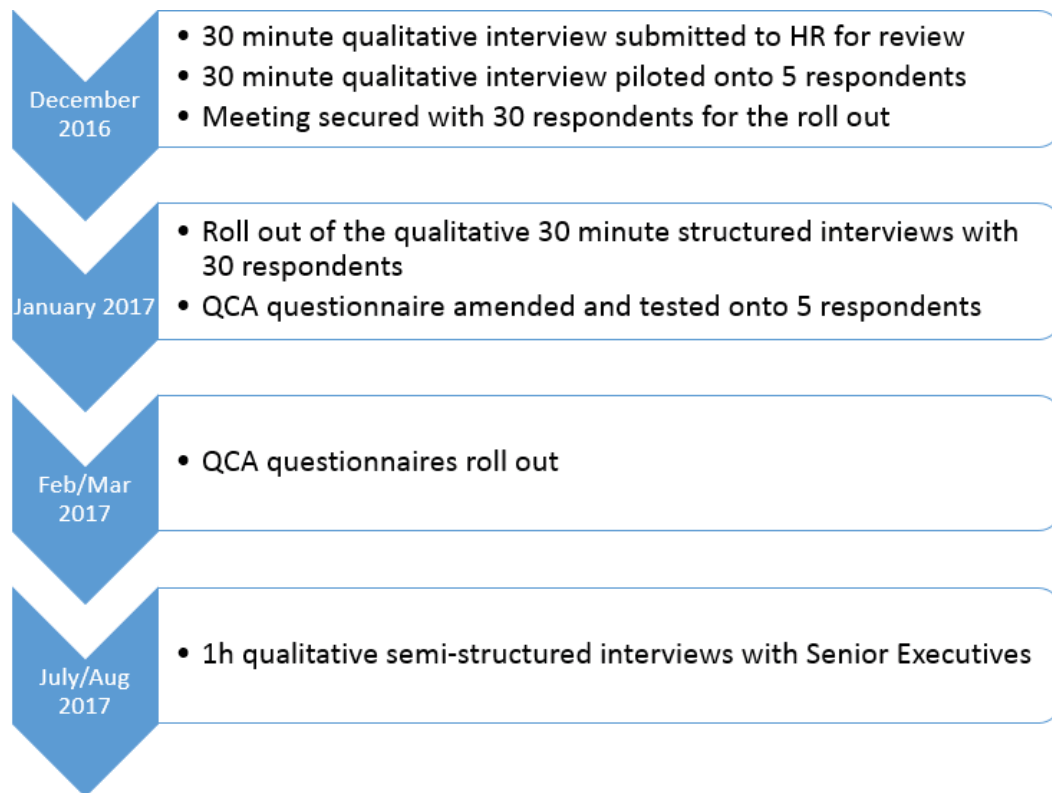 December
2016
• 30 minute qualitative interview submitted to HR for review
• 30 minute qualitative interview piloted onto 5 respondents
• Meeting secured with 30 respondents for the roll out
January 2017
• Roll out of the qualitative 30 minute structured interviews with
30 respondents
• QCA questionnaire amended and tested onto 5 respondents
Feb/Mar
2017
• QCA questionnaires roll out
July/Aug
2017
• 1h qualitative semi-structured interviews with Senior Executives